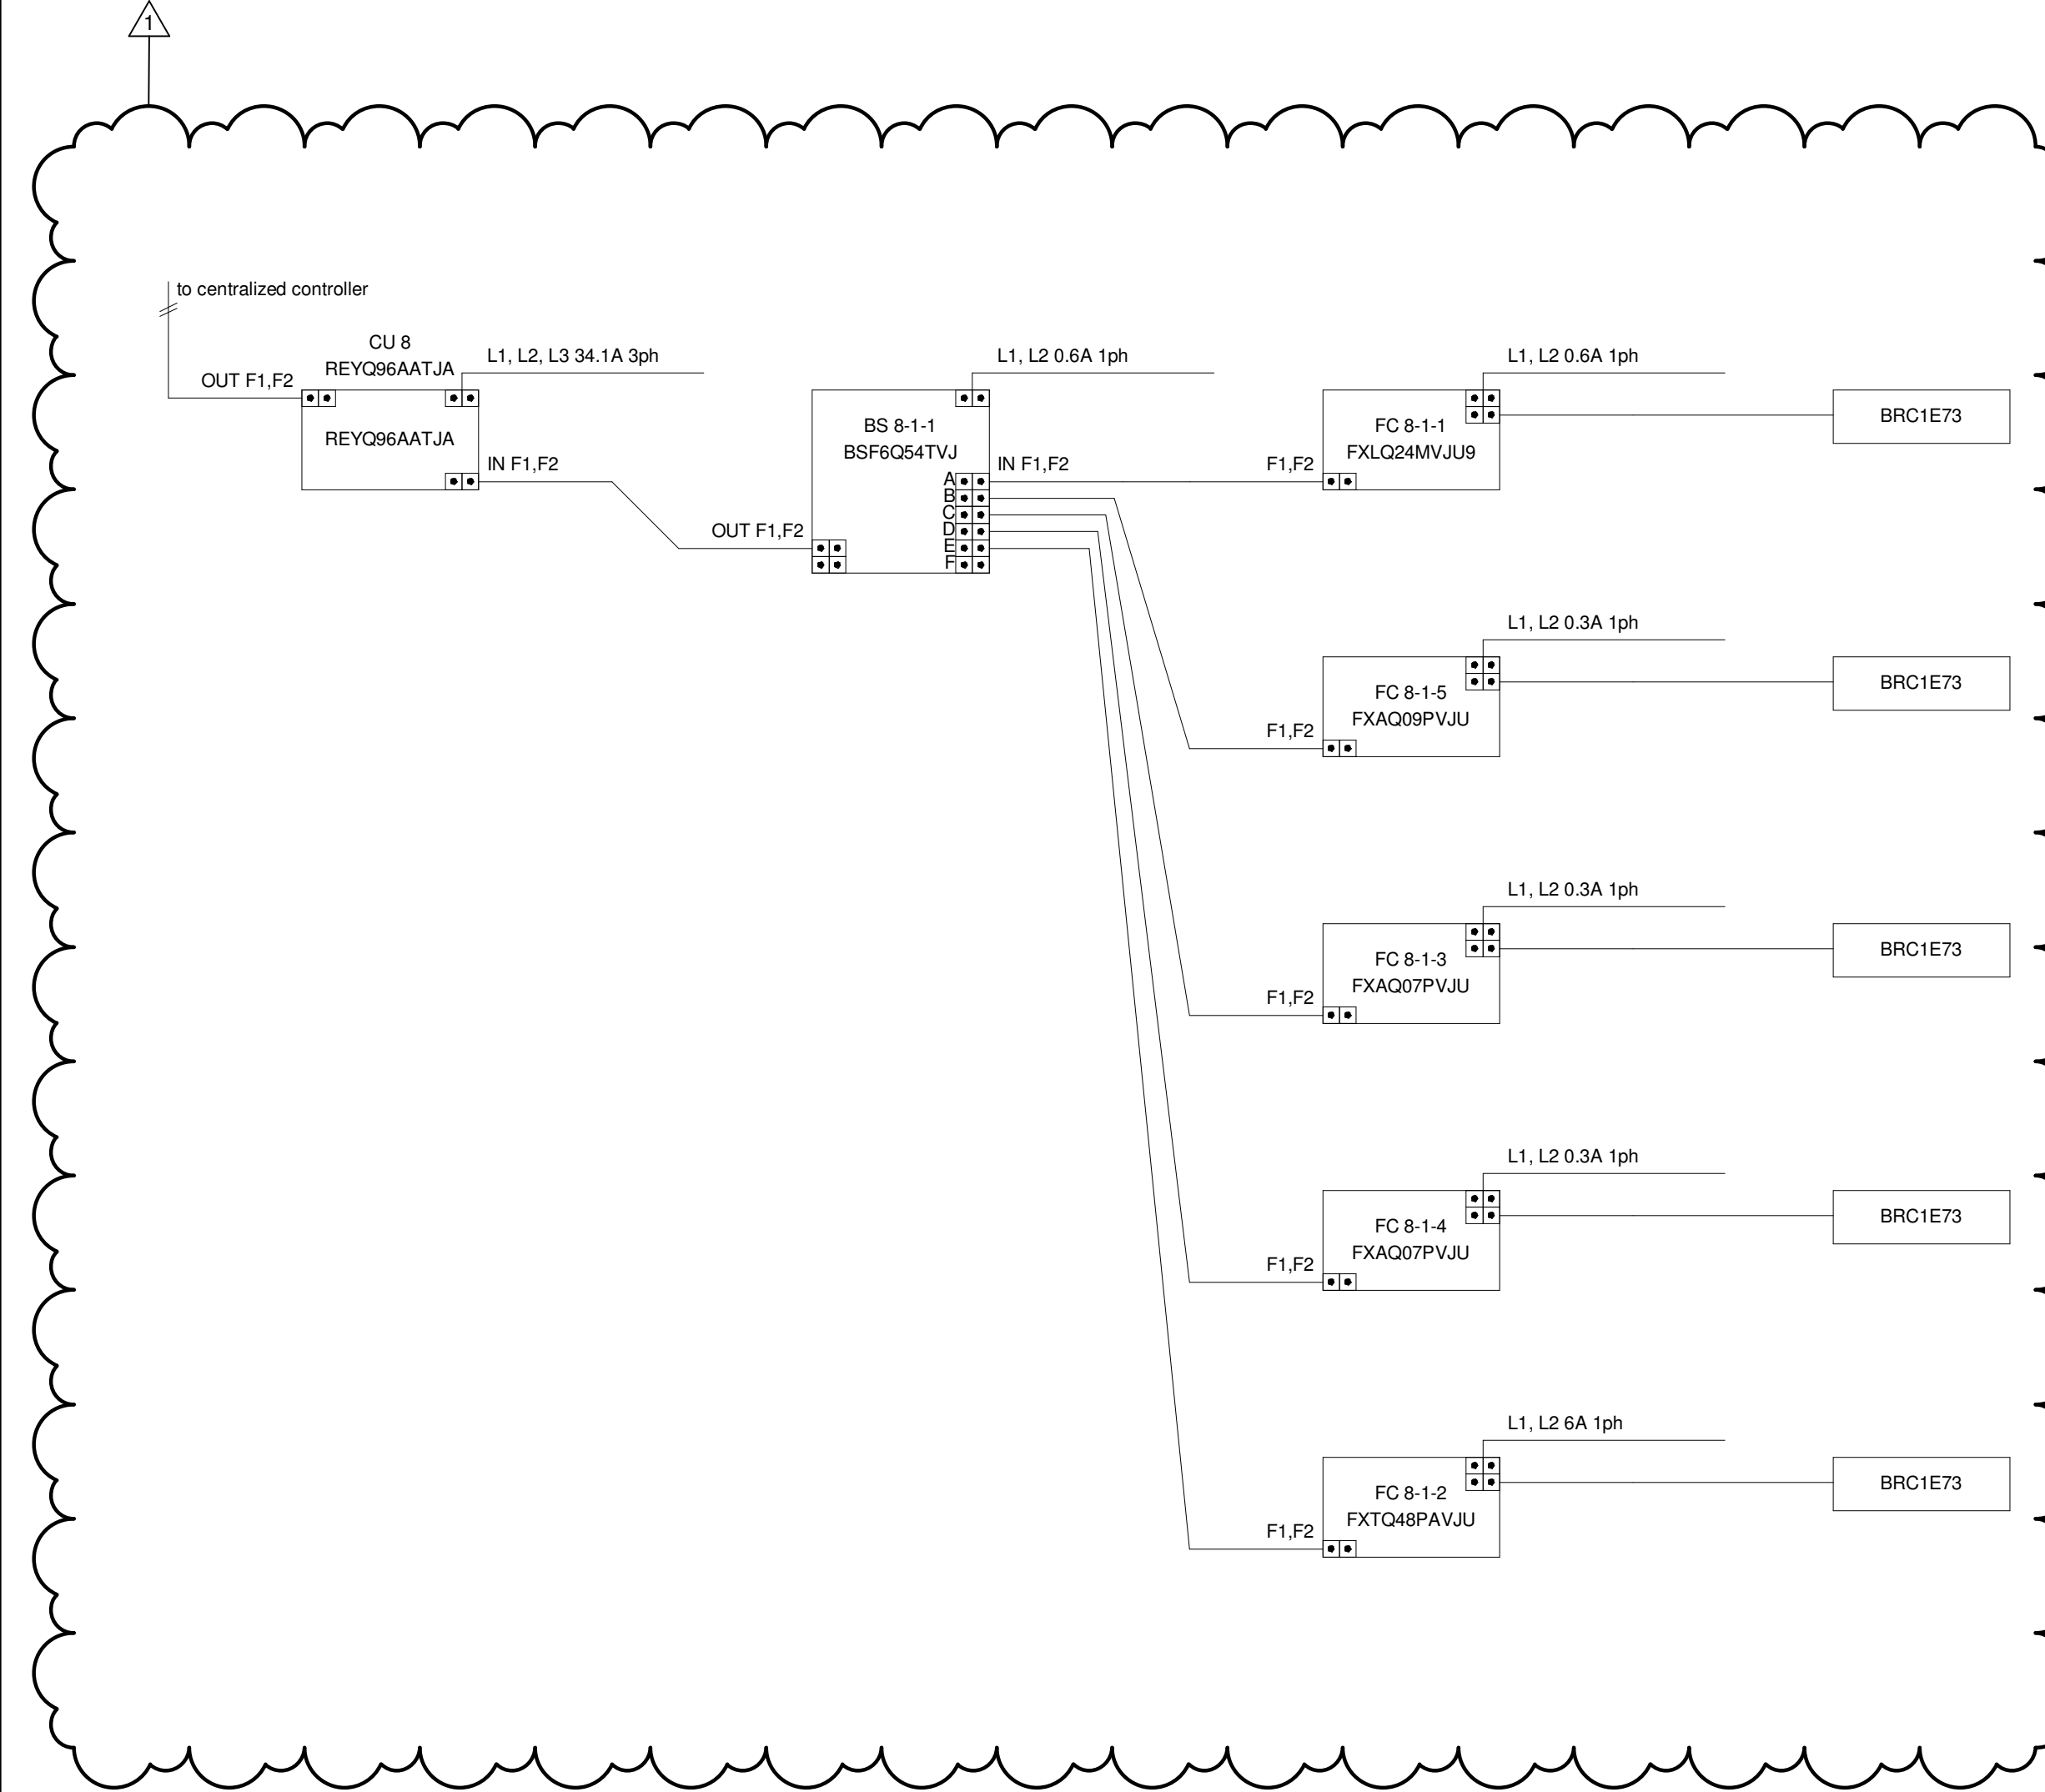 1
to centralized controller
CU 8
REYQ96AATJA
L1, L2, L3 34.1A 3ph
OUT F1,F2
REYQ96AATJA
IN F1,F2
L1, L2 0.6A 1ph
BS 8-1-1
BSF6Q54TVJ
OUT F1,F2
IN F1,F2
A
B
C
D
E
F
L1, L2 0.6A 1ph
FC 8-1-1
FXLQ24MVJU9
F1,F2
BRC1E73
L1, L2 0.3A 1ph
FC 8-1-5
FXAQ09PVJU
F1,F2
BRC1E73
L1, L2 0.3A 1ph
FC 8-1-3
FXAQ07PVJU
F1,F2
BRC1E73
L1, L2 0.3A 1ph
FC 8-1-4
FXAQ07PVJU
F1,F2
BRC1E73
L1, L2 6A 1ph
FC 8-1-2
FXTQ48PAVJU
F1,F2
BRC1E73